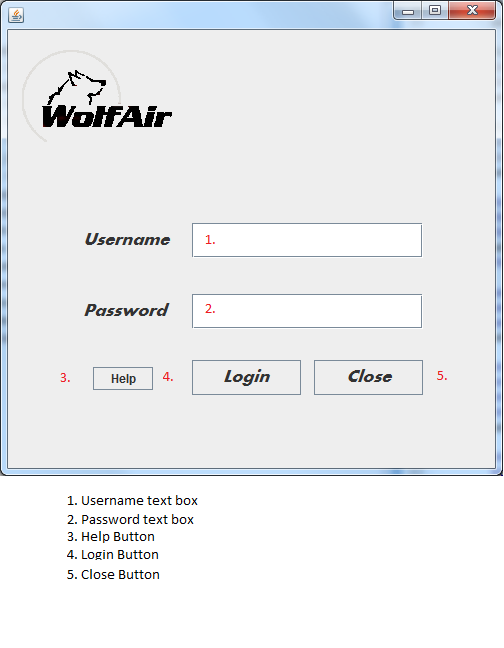 WolfAir
Username 1.
Password 2.
3. Help 4. Login Close 5.
1. Username text box
2. Password text box
3. Help Button
4. Login Button
5. Close Button